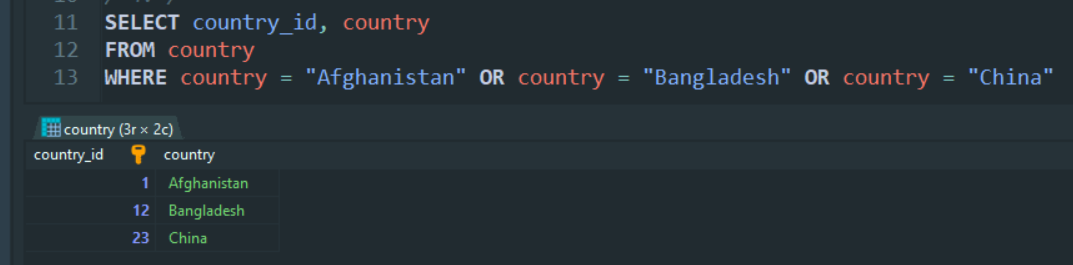 11 SELECT country_id, country
12 FROM country
13 WHERE country = "Afghanistan" OR country = "Bangladesh" OR country = "China"
country (3r × 2c)
country_id country
1 Afghanistan
12 Bangladesh
23 China